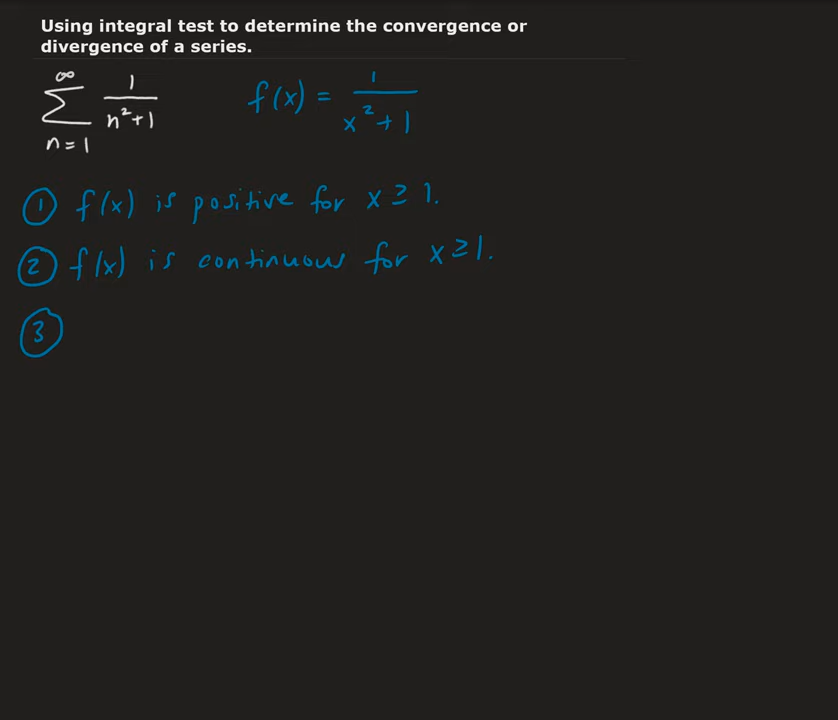 Using integral test to determine the convergence or
divergence of a series.
∞
∑ 1/(n²+1) f(x) = 1/(x²+1)
n = 1
① f(x) is positive for x ≥ 1.
② f(x) is continuous for x ≥ 1.
③